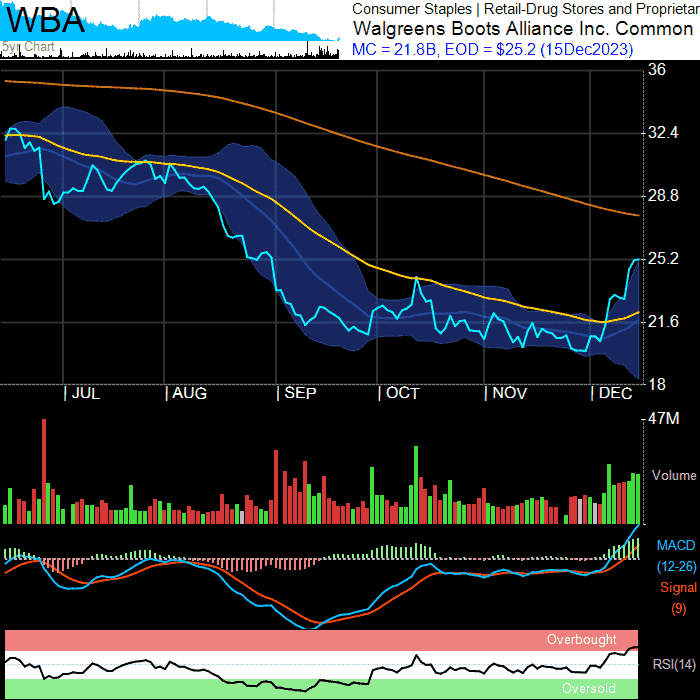 WBA
5yr Chart
Consumer Staples | Retail-Drug Stores and Proprietar
Walgreens Boots Alliance Inc. Common
MC = 21.8B, EOD = $25.2 (15Dec2023)
36
32.4
28.8
25.2
21.6
18
| JUL | AUG | SEP | OCT | NOV | DEC
47M
Volume
MACD
(12-26)
Signal
(9)
Overbought
RSI(14)
Oversold